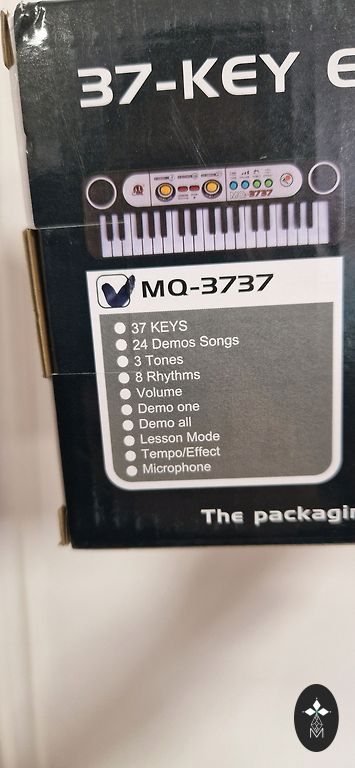 37-KEY
MQ-3737
37 KEYS
24 Demos Songs
3 Tones
8 Rhythms
Volume
Demo one
Demo all
Lesson Mode
Tempo/Effect
Microphone
The
M